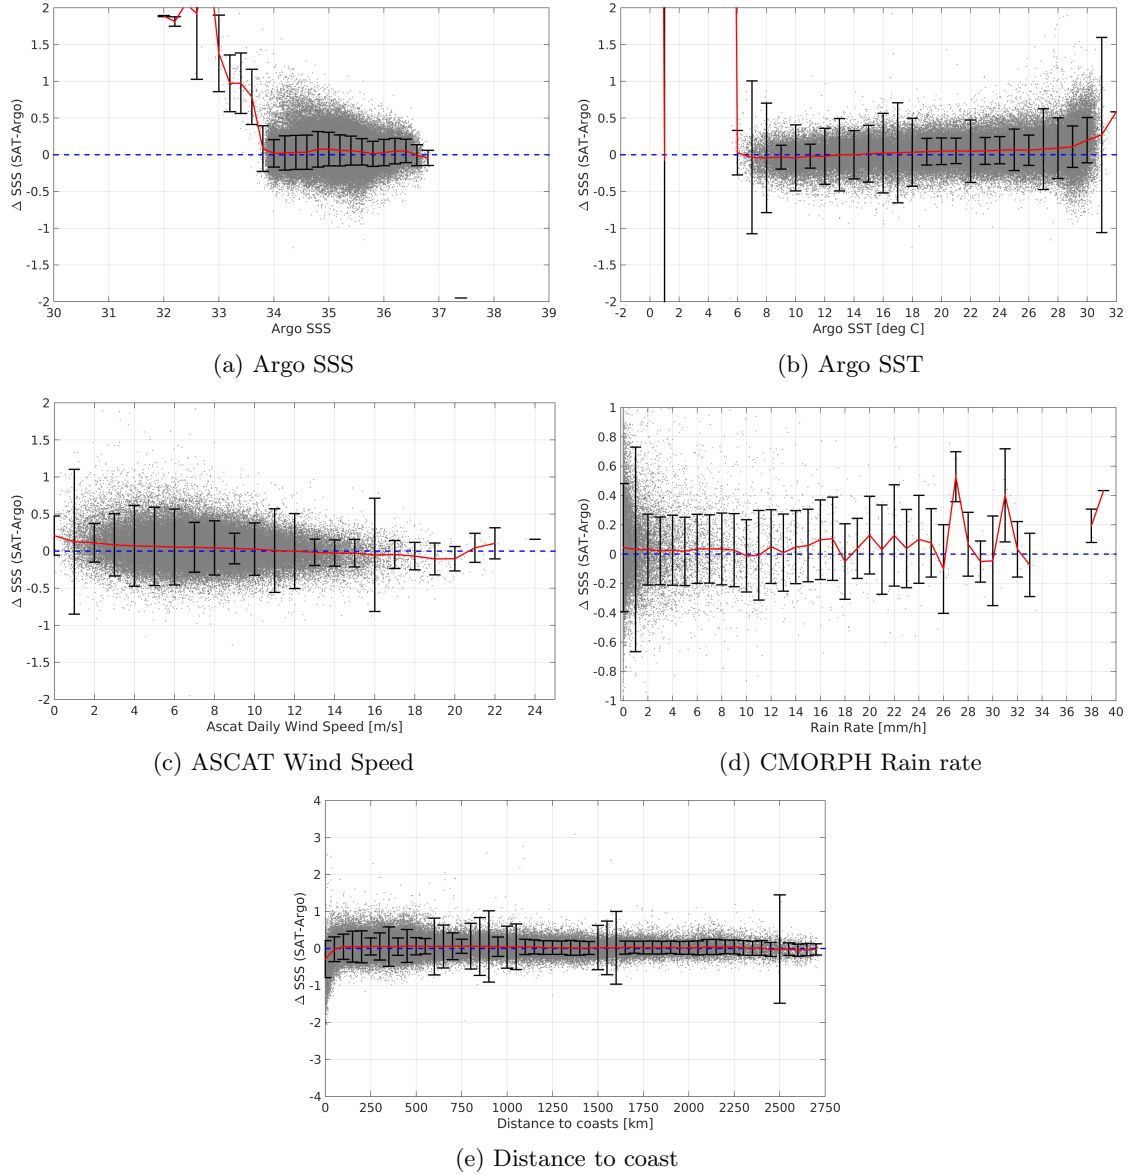 2
1.5
1
0.5
0
-0.5
-1
-1.5
-2
Δ SSS (SAT-Argo)
30 31 32 33 34 35 36 37 38 39
Argo SSS
(a) Argo SSS
2
1.5
1
0.5
0
-0.5
-1
-1.5
-2
Δ SSS (SAT-Argo)
-2 0 2 4 6 8 10 12 14 16 18 20 22 24 26 28 30 32
Argo SST [deg C]
(b) Argo SST
2
1.5
1
0.5
0
-0.5
-1
-1.5
-2
Δ SSS (SAT-Argo)
0 2 4 6 8 10 12 14 16 18 20 22 24
Ascat Daily Wind Speed [m/s]
(c) ASCAT Wind Speed
1
0.8
0.6
0.4
0.2
0
-0.2
-0.4
-0.6
-0.8
-1
Δ SSS (SAT-Argo)
0 2 4 6 8 10 12 14 16 18 20 22 24 26 28 30 32 34 36 38 40
Rain Rate [mm/h]
(d) CMORPH Rain rate
4
3
2
1
0
-1
-2
-3
-4
Δ SSS (SAT-Argo)
0 250 500 750 1000 1250 1500 1750 2000 2250 2500 2750
Distance to coasts [km]
(e) Distance to coast